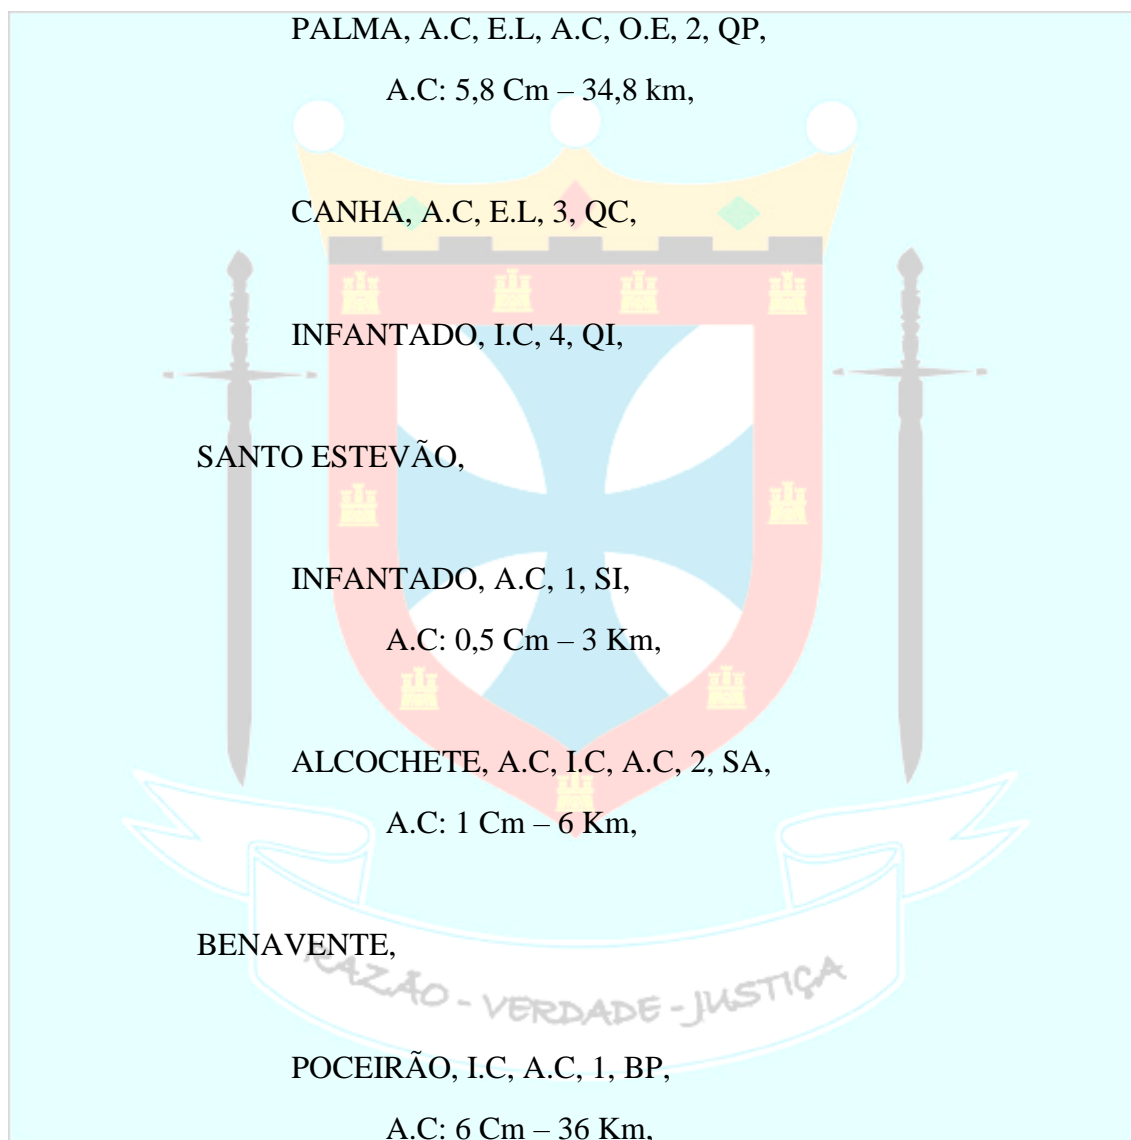 PALMA, A.C, E.L, A.C, O.E, 2, QP,
A.C: 5,8 Cm – 34,8 km,
CANHA, A.C, E.L, 3, QC,
INFANTADO, I.C, 4, QI,
SANTO ESTEVÃO,
INFANTADO, A.C, 1, SI,
A.C: 0,5 Cm – 3 Km,
ALCOCHETE, A.C, I.C, A.C, 2, SA,
A.C: 1 Cm – 6 Km,
BENAVENTE,
RAZÃO - VERDADE - JUSTIÇA
POCEIRÃO, I.C, A.C, 1, BP,
A.C: 6 Cm – 36 Km,